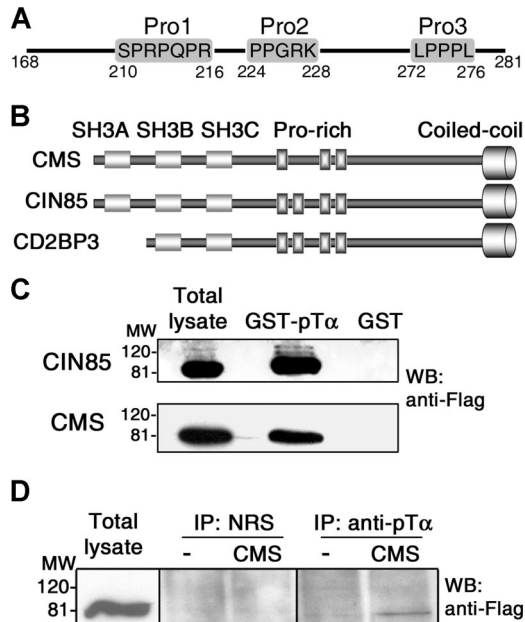 A
Pro1 Pro2 Pro3
SPRPQPR PPGRK LPPPL
168 210 216 224 228 272 276 281
B
SH3A SH3B SH3C Pro-rich Coiled-coil
CMS
CIN85
CD2BP3
C
Total lysate GST-pTα GST
MW
CIN85 120- 81-
WB: anti-Flag
CMS 120- 81-
D
Total lysate IP: NRS IP: anti-pTα
- CMS - CMS
MW
120- 81-
WB: anti-Flag